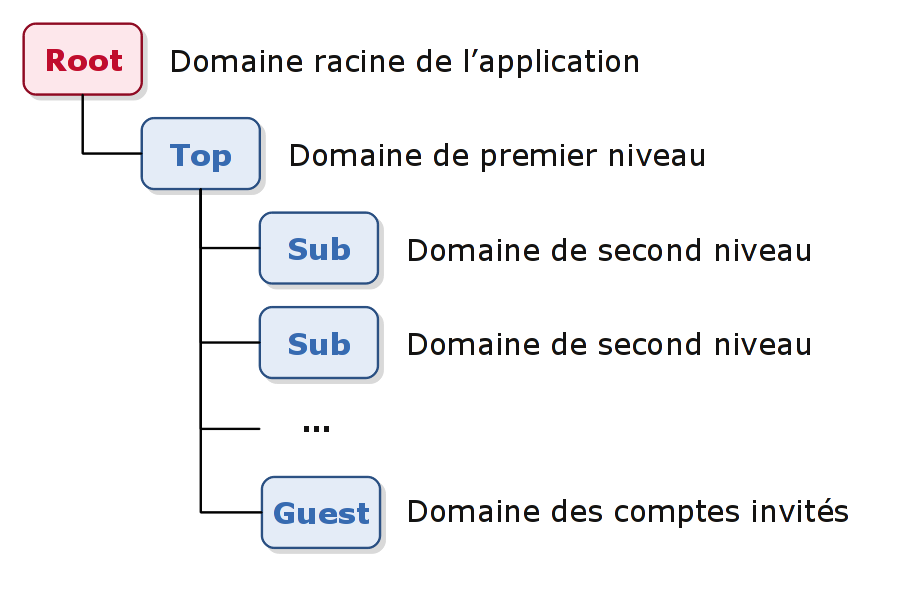 Root Domaine racine de l’application
Top Domaine de premier niveau
Sub Domaine de second niveau
Sub Domaine de second niveau
...
Guest Domaine des comptes invités